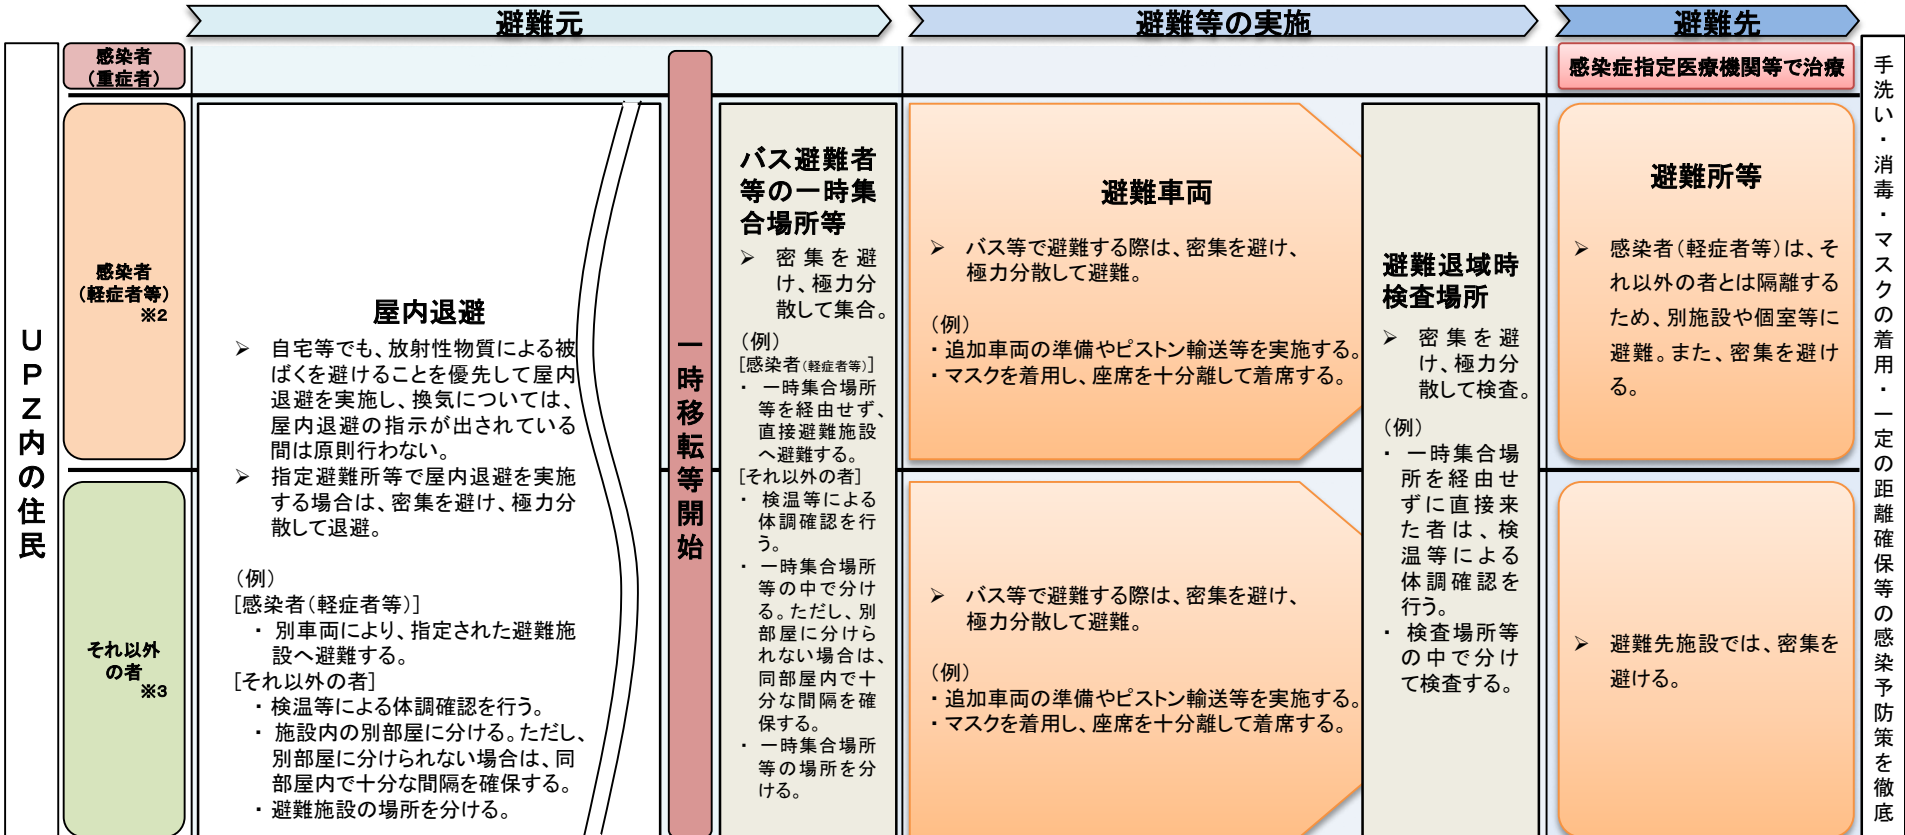 避難元
避難等の実施
避難先
UPZ内の住民
感染者
(重症者)
感染症指定医療機関等で治療
感染者
(軽症者等)
※2
それ以外
の者
※3
屋内退避
➢ 自宅等でも、放射性物質による被
ばくを避けることを優先して屋内
退避を実施し、換気については、
屋内退避の指示が出されている
間は原則行わない。
➢ 指定避難所等で屋内退避を実施
する場合は、密集を避け、極力分
散して退避。
(例)
[感染者(軽症者等)]
・ 別車両により、指定された避難施
設へ避難する。
[それ以外の者]
・ 検温等による体調確認を行う。
・ 施設内の別部屋に分ける。ただし、
別部屋に分けられない場合は、同
部屋内で十分な間隔を確保する。
・ 避難施設の場所を分ける。
一時移転等開始
バス避難者
等の一時集
合場所等
➢ 密集を避
け、極力分
散して集合。
(例)
[感染者(軽症者等)]
・ 一時集合場所
等を経由せず、
直接避難施設
へ避難する。
[それ以外の者]
・ 検温等による
体調確認を行
う。
・ 一時集合場所
等の中で分け
る。ただし、別
部屋に分けら
れない場合は、
同部屋内で十
分な間隔を確
保する。
・ 一時集合場所
等の場所を分
ける。
避難車両
➢ バス等で避難する際は、密集を避け、
極力分散して避難。
(例)
・追加車両の準備やピストン輸送等を実施する。
・マスクを着用し、座席を十分離して着席する。
➢ バス等で避難する際は、密集を避け、
極力分散して避難。
(例)
・追加車両の準備やピストン輸送等を実施する。
・マスクを着用し、座席を十分離して着席する。
避難退域時
検査場所
➢ 密集を避
け、極力分
散して検査。
(例)
・ 一時集合場
所を経由せ
ずに直接来
た者は、検
温等による
体調確認を
行う。
・ 検査場所等
の中で分け
て検査する。
避難所等
➢ 感染者(軽症者等)は、そ
れ以外の者とは隔離する
ため、別施設や個室等に
避難。また、密集を避け
る。
➢ 避難先施設では、密集を
避ける。
手洗い・消毒・マスクの着用・一定の距離確保等の感染予防策を徹底